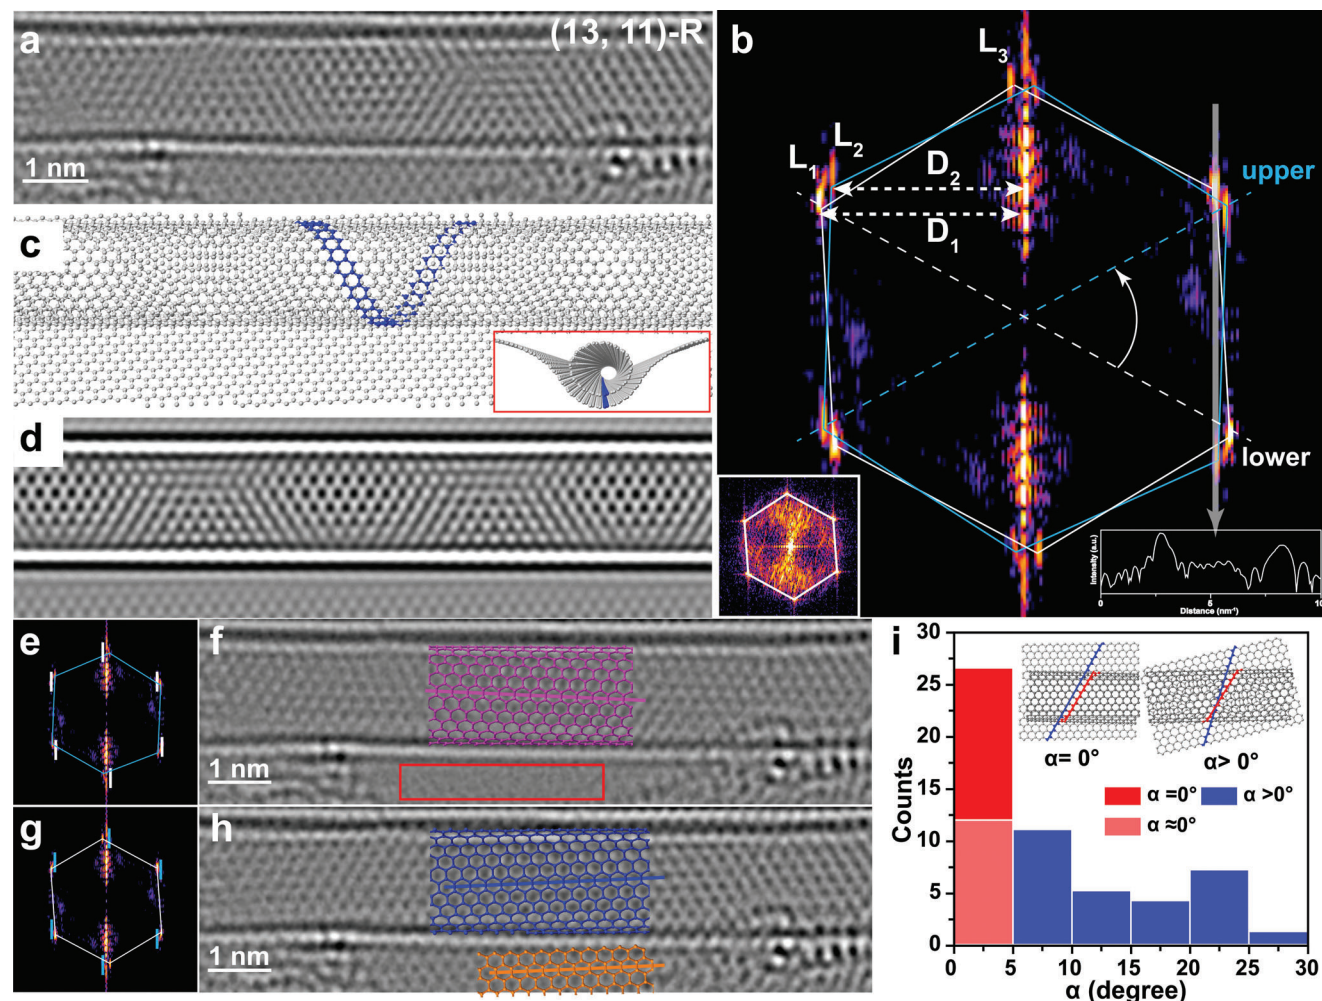 a
(13, 11)-R
1 nm
b
L3
L2
L1
D2
D1
upper
lower
Intensity (a.u.)
0
5
10
Distance (nm⁻¹)
c
d
e
f
1 nm
g
h
1 nm
i
Counts
30
25
20
15
10
5
0
α= 0°
α> 0°
α =0°
α >0°
α ≈0°
0
5
10
15
20
25
30
α (degree)